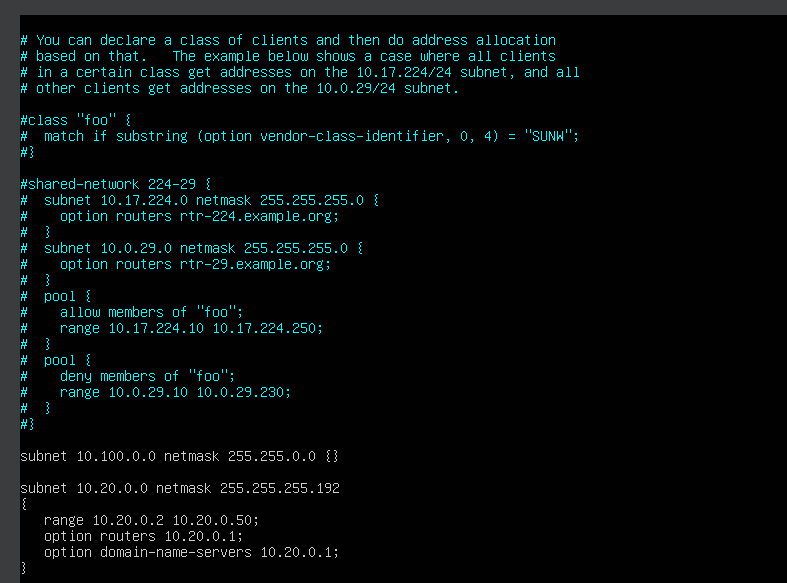 # You can declare a class of clients and then do address allocation
# based on that.   The example below shows a case where all clients
# in a certain class get addresses on the 10.17.224/24 subnet, and all
# other clients get addresses on the 10.0.29/24 subnet.

#class "foo" {
#  match if substring (option vendor-class-identifier, 0, 4) = "SUNW";
#}

#shared-network 224-29 {
#  subnet 10.17.224.0 netmask 255.255.255.0 {
#    option routers rtr-224.example.org;
#  }
#  subnet 10.0.29.0 netmask 255.255.255.0 {
#    option routers rtr-29.example.org;
#  }
#  pool {
#    allow members of "foo";
#    range 10.17.224.10 10.17.224.250;
#  }
#  pool {
#    deny members of "foo";
#    range 10.0.29.10 10.0.29.230;
#  }
#}

subnet 10.100.0.0 netmask 255.255.0.0 {}

subnet 10.20.0.0 netmask 255.255.255.192
{
   range 10.20.0.2 10.20.0.50;
   option routers 10.20.0.1;
   option domain-name-servers 10.20.0.1;
}